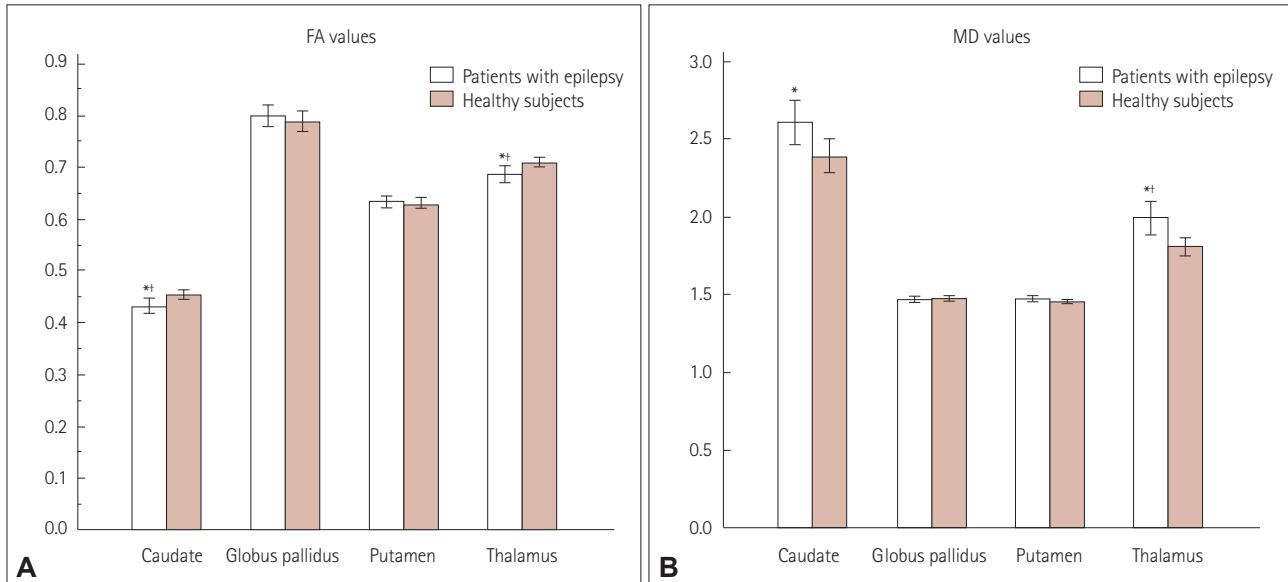 FA values
0.9
0.8
0.7
0.6
0.5
0.4
0.3
0.2
0.1
0.0
Patients with epilepsy
Healthy subjects
*†
*†
Caudate Globus pallidus Putamen Thalamus
A
MD values
3.0
2.5
2.0
1.5
1.0
0.5
0.0
Patients with epilepsy
Healthy subjects
*
*†
Caudate Globus pallidus Putamen Thalamus
B